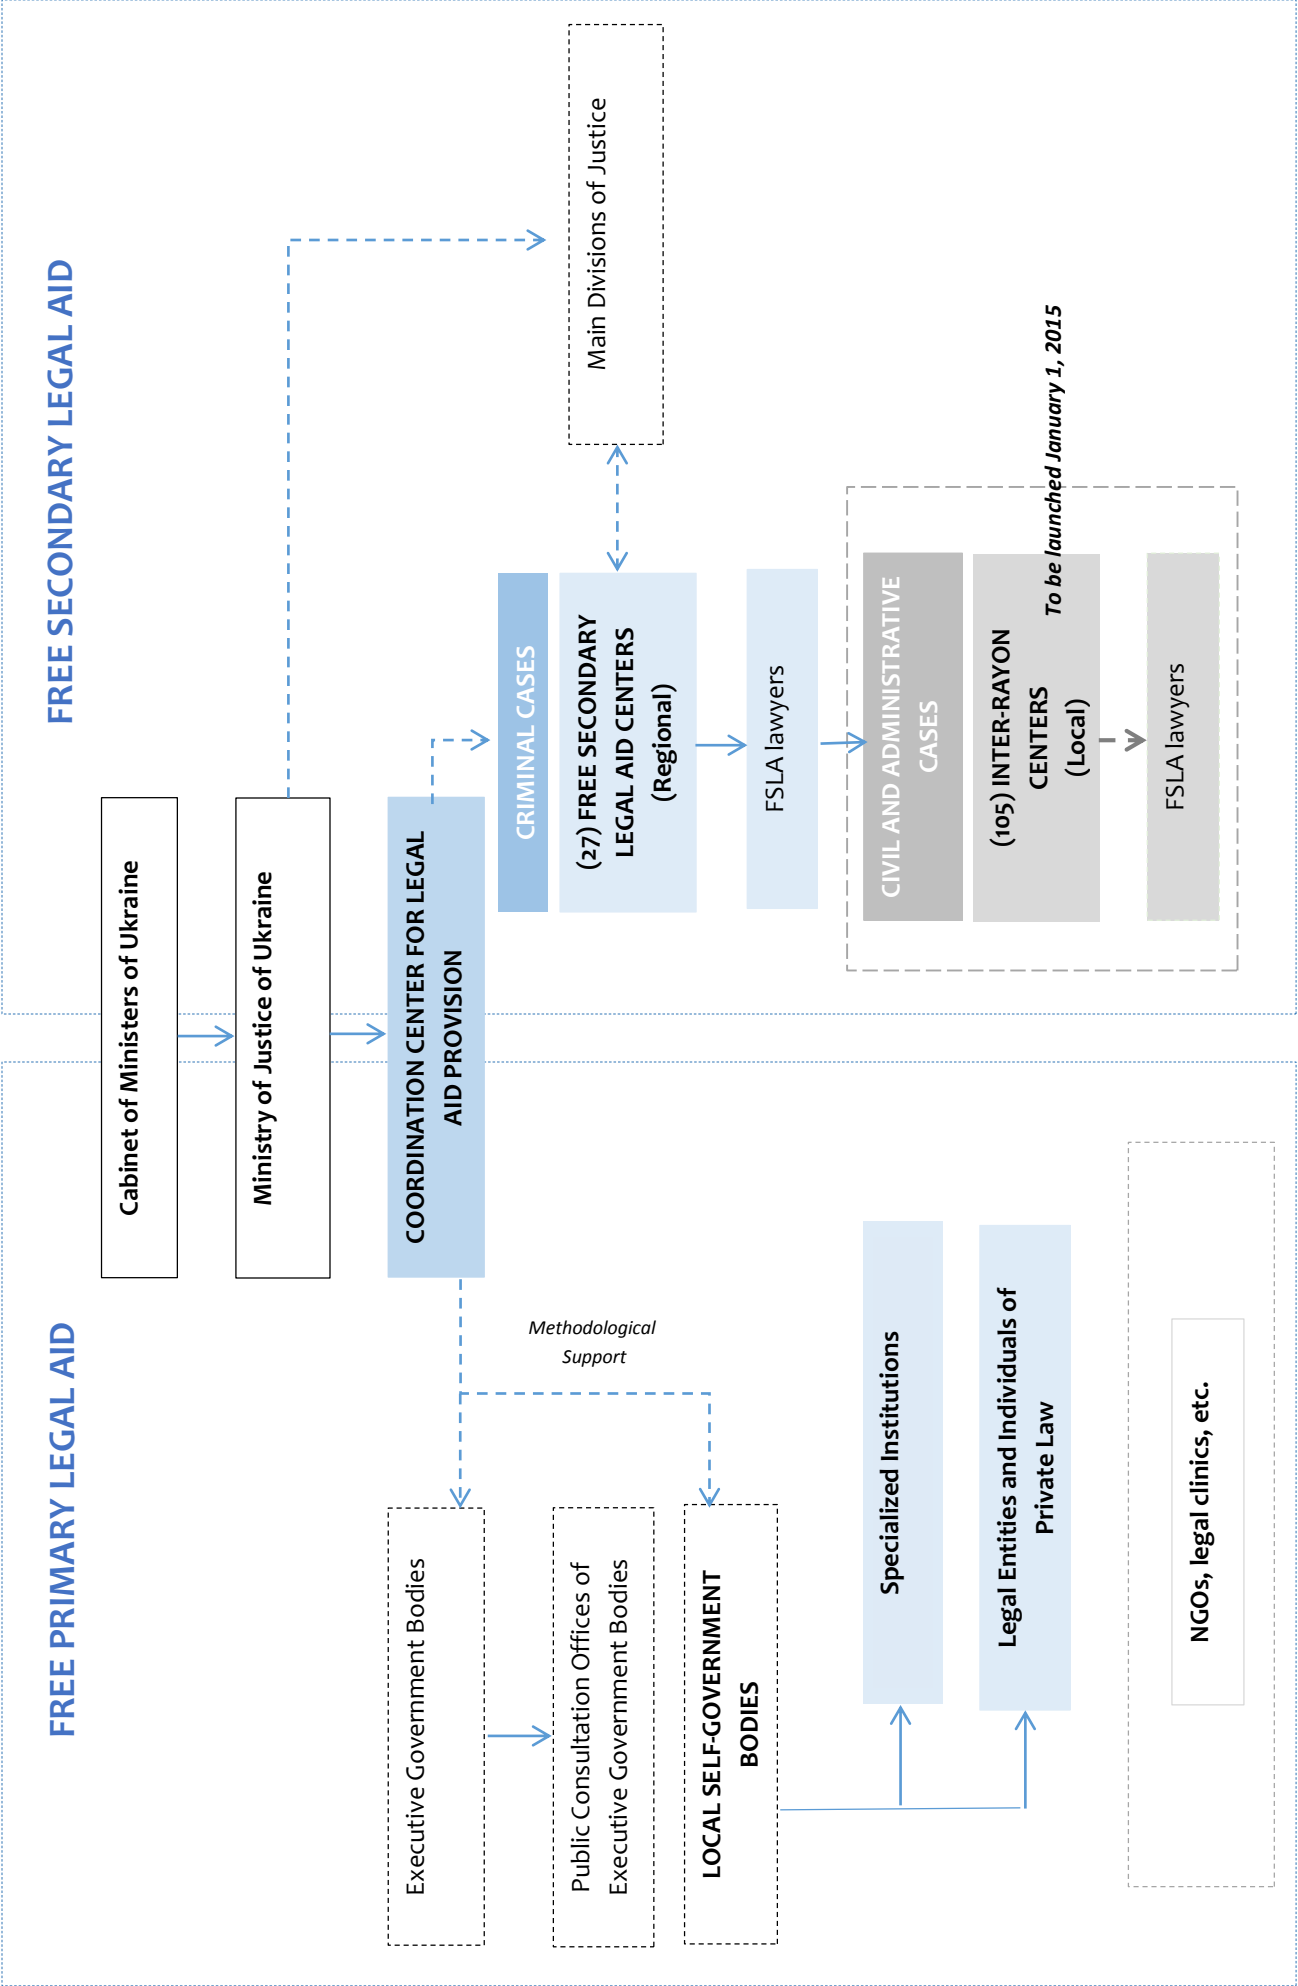 FREE PRIMARY LEGAL AID
FREE SECONDARY LEGAL AID
Cabinet of Ministers of Ukraine
Ministry of Justice of Ukraine
COORDINATION CENTER FOR LEGAL
AID PROVISION
Methodological
Support
Executive Government Bodies
Public Consultation Offices of
Executive Government Bodies
LOCAL SELF-GOVERNMENT
BODIES
Specialized Institutions
Legal Entities and Individuals of
Private Law
NGOs, legal clinics, etc.
CRIMINAL CASES
(27) FREE SECONDARY
LEGAL AID CENTERS
(Regional)
Main Divisions of Justice
FSLA lawyers
CIVIL AND ADMINISTRATIVE
CASES
(105) INTER-RAYON
CENTERS
(Local)
To be launched January 1, 2015
FSLA lawyers